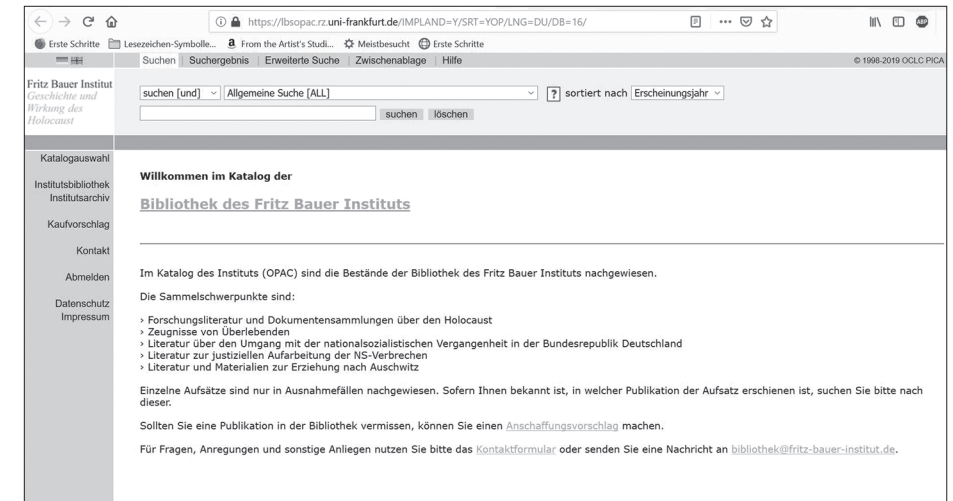 https://lbsopac.rz.uni-frankfurt.de/IMPLAND=Y/SRT=YOP/LNG=DU/DB=16/
Erste Schritte Lesezeichen-Symbolle... From the Artist's Studi... Meistbesucht Erste Schritte
Suchen Suchergebnis Erweiterte Suche Zwischenablage Hilfe
© 1998-2019 OCLC PICA
Fritz Bauer Institut
Geschichte und
Wirkung des
Holocaust
suchen [und] Allgemeine Suche [ALL] ? sortiert nach Erscheinungsjahr
suchen löschen
Katalogauswahl
Institutsbibliothek
Institutsarchiv
Kaufvorschlag
Kontakt
Abmelden
Datenschutz
Impressum
Willkommen im Katalog der
Bibliothek des Fritz Bauer Instituts
Im Katalog des Instituts (OPAC) sind die Bestände der Bibliothek des Fritz Bauer Instituts nachgewiesen.
Die Sammelschwerpunkte sind:
› Forschungsliteratur und Dokumentensammlungen über den Holocaust
› Zeugnisse von Überlebenden
› Literatur über den Umgang mit der nationalsozialistischen Vergangenheit in der Bundesrepublik Deutschland
› Literatur zur justiziellen Aufarbeitung der NS-Verbrechen
› Literatur und Materialien zur Erziehung nach Auschwitz
Einzelne Aufsätze sind nur in Ausnahmefällen nachgewiesen. Sofern Ihnen bekannt ist, in welcher Publikation der Aufsatz erschienen ist, suchen Sie bitte nach
dieser.
Sollten Sie eine Publikation in der Bibliothek vermissen, können Sie einen Anschaffungsvorschlag machen.
Für Fragen, Anregungen und sonstige Anliegen nutzen Sie bitte das Kontaktformular oder senden Sie eine Nachricht an bibliothek@fritz-bauer-institut.de.